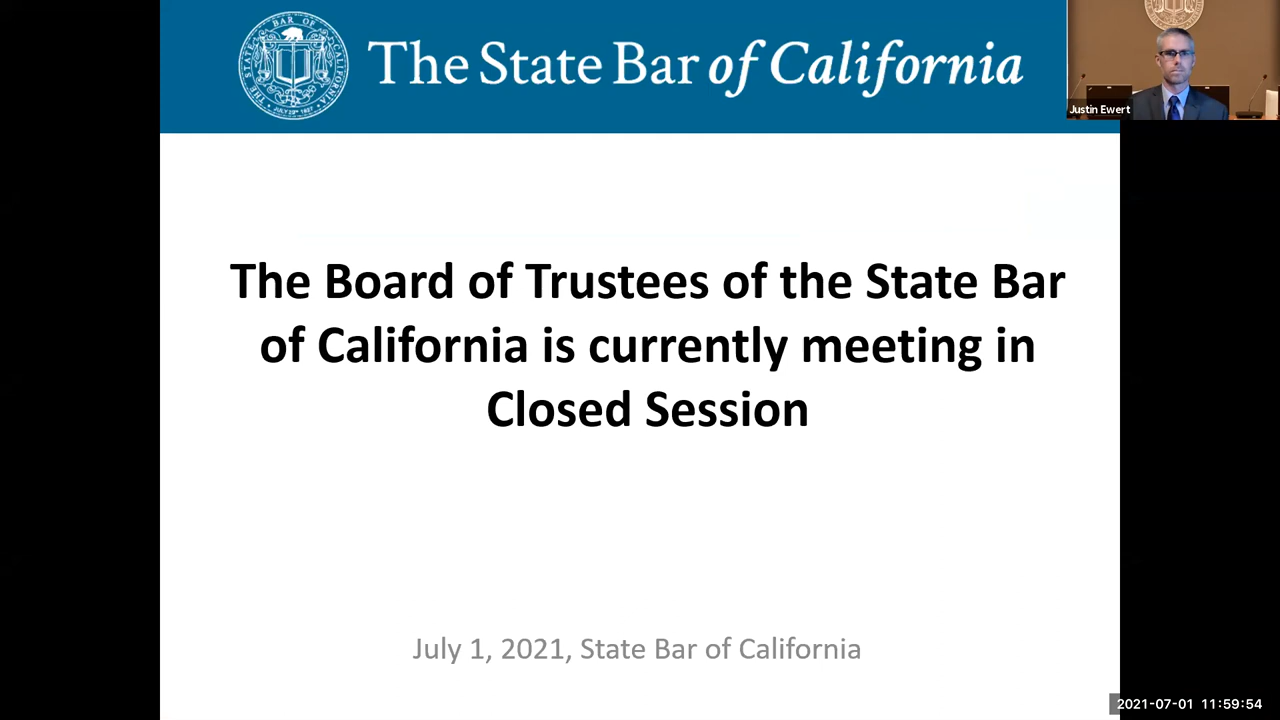 The State Bar of California
Justin Ewert
The Board of Trustees of the State Bar
of California is currently meeting in
Closed Session
July 1, 2021, State Bar of California
2021-07-01 11:59:54